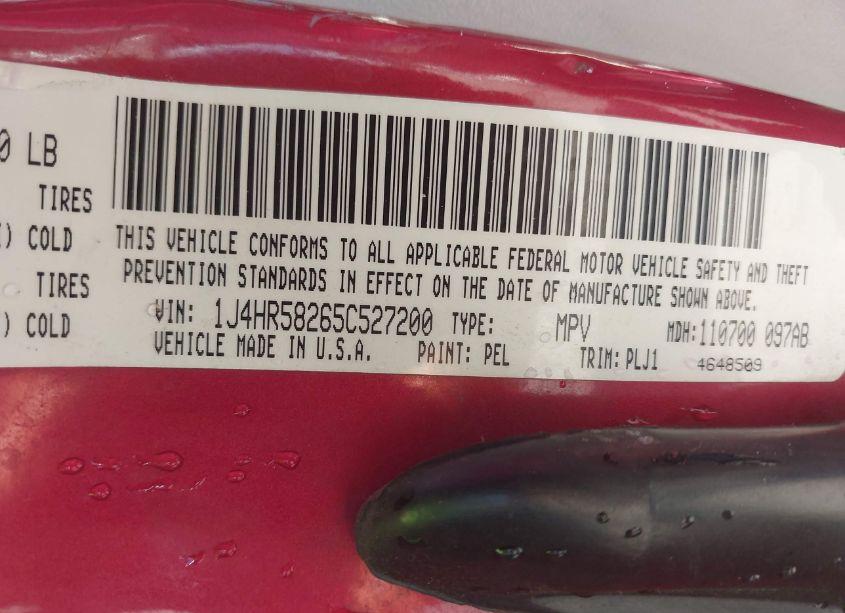 0 LB
TIRES
) COLD
TIRES
) COLD
THIS VEHICLE CONFORMS TO ALL APPLICABLE FEDERAL MOTOR VEHICLE SAFETY AND THEFT
PREVENTION STANDARDS IN EFFECT ON THE DATE OF MANUFACTURE SHOWN ABOVE.
VIN: 1J4HR58265C527200 TYPE: MPV MDH:110700 097AB
VEHICLE MADE IN U.S.A. PAINT: PEL TRIM: PLJ1 4648509